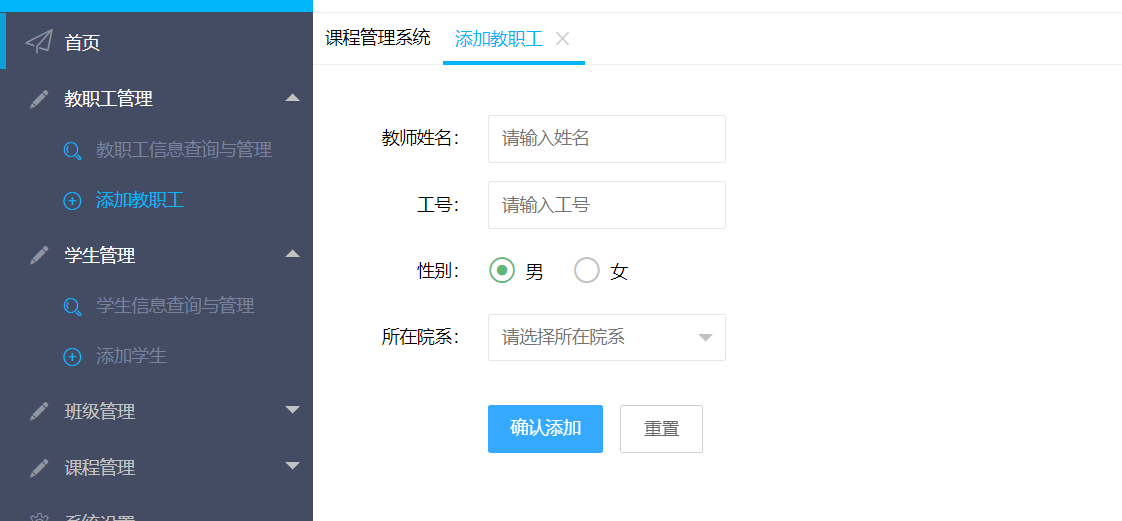 首页
教职工管理
教职工信息查询与管理
添加教职工
学生管理
学生信息查询与管理
添加学生
班级管理
课程管理
系统设置
课程管理系统
添加教职工
教师姓名：
请输入姓名
工号：
请输入工号
性别：
男
女
所在院系：
请选择所在院系
确认添加
重置